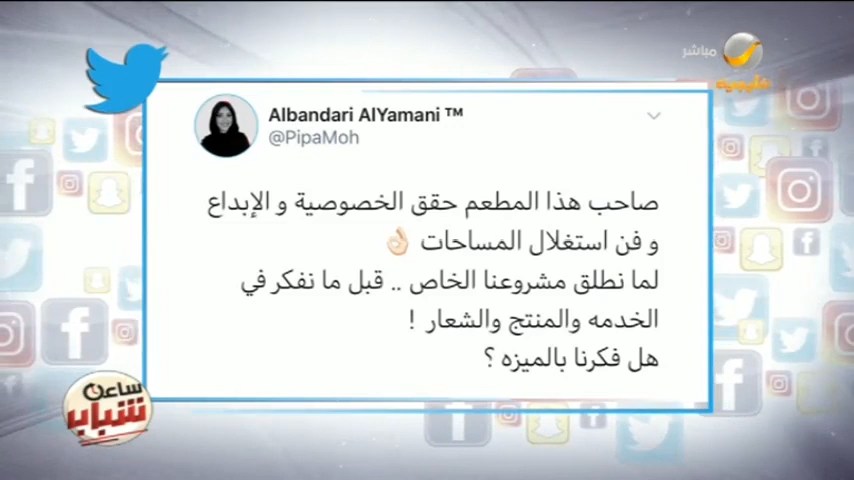 مباشر
خليجية
Albandari AlYamani ™
@PipaMoh
صاحب هذا المطعم حقق الخصوصية و الإبداع
و فن استغلال المساحات 👌🏻
لما نطلق مشروعنا الخاص .. قبل ما نفكر في
الخدمه والمنتج والشعار !
هل فكرنا بالميزه ؟
ساعة
شباب